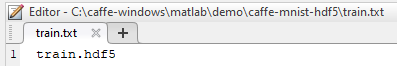 Editor - C:\caffe-windows\matlab\demo\caffe-mnist-hdf5\train.txt
train.txt
1 train.hdf5